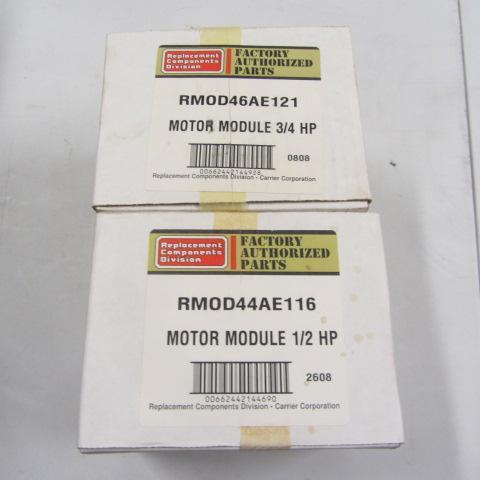 Replacement
Components
Division
FACTORY
AUTHORIZED
PARTS
RMOD46AE121
MOTOR MODULE 3/4 HP
0808
00662442144928
Replacement Components Division - Carrier Corporation
Replacement
Components
Division
FACTORY
AUTHORIZED
PARTS
RMOD44AE116
MOTOR MODULE 1/2 HP
2608
00662442144690
Replacement Components Division - Carrier Corporation